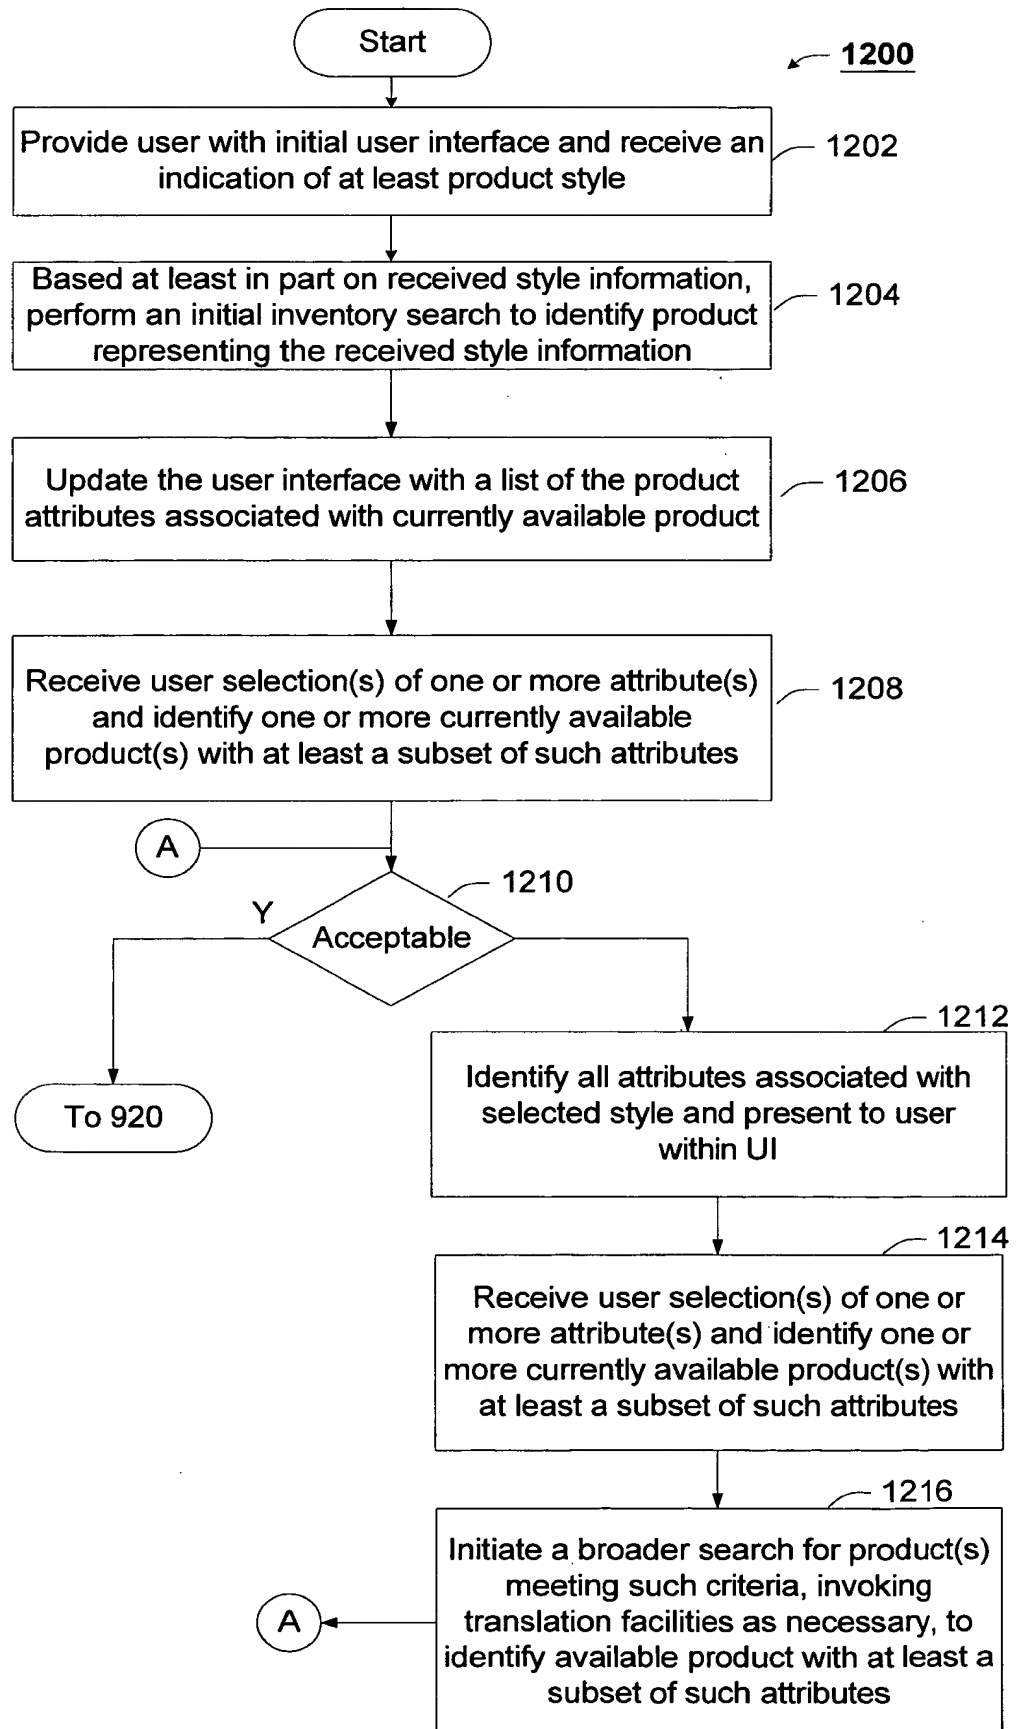 Start
1200
Provide user with initial user interface and receive an
indication of at least product style
1202
Based at least in part on received style information,
perform an initial inventory search to identify product
representing the received style information
1204
Update the user interface with a list of the product
attributes associated with currently available product
1206
Receive user selection(s) of one or more attribute(s)
and identify one or more currently available
product(s) with at least a subset of such attributes
1208
A
1210
Y
Acceptable
To 920
1212
Identify all attributes associated with
selected style and present to user
within UI
1214
Receive user selection(s) of one or
more attribute(s) and identify one or
more currently available product(s) with
at least a subset of such attributes
1216
Initiate a broader search for product(s)
meeting such criteria, invoking
translation facilities as necessary, to
identify available product with at least a
subset of such attributes
A